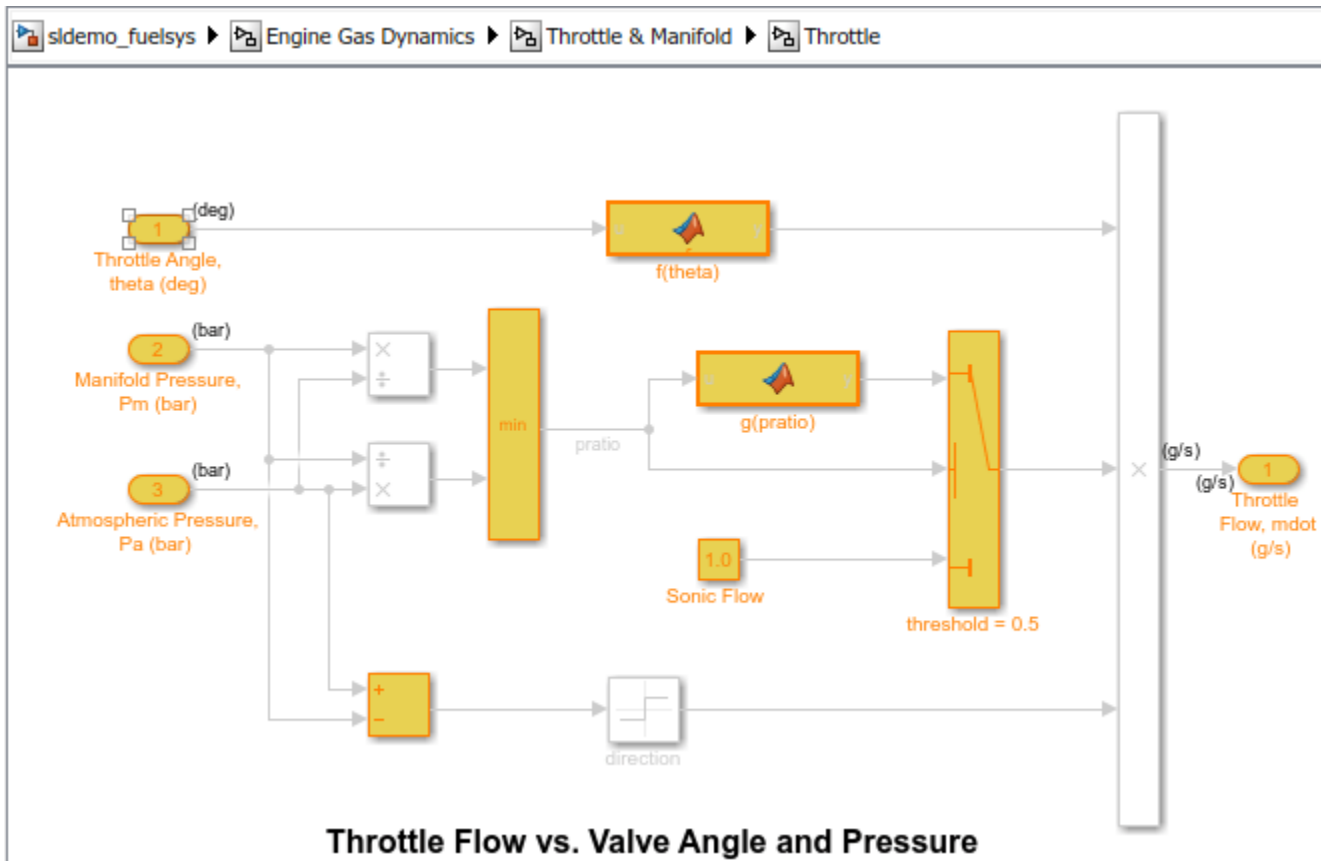 sldemo_fuelsys Engine Gas Dynamics Throttle & Manifold Throttle
(deg)
1
Throttle Angle,
theta (deg)
u y
f(theta)
(bar)
2
Manifold Pressure,
Pm (bar)
×
÷
min
pratio
u y
g(pratio)
÷
×
(bar)
3
Atmospheric Pressure,
Pa (bar)
1.0
Sonic Flow
threshold = 0.5
×
(g/s)
(g/s)
1
Throttle
Flow, mdot
(g/s)
+
−
direction
Throttle Flow vs. Valve Angle and Pressure